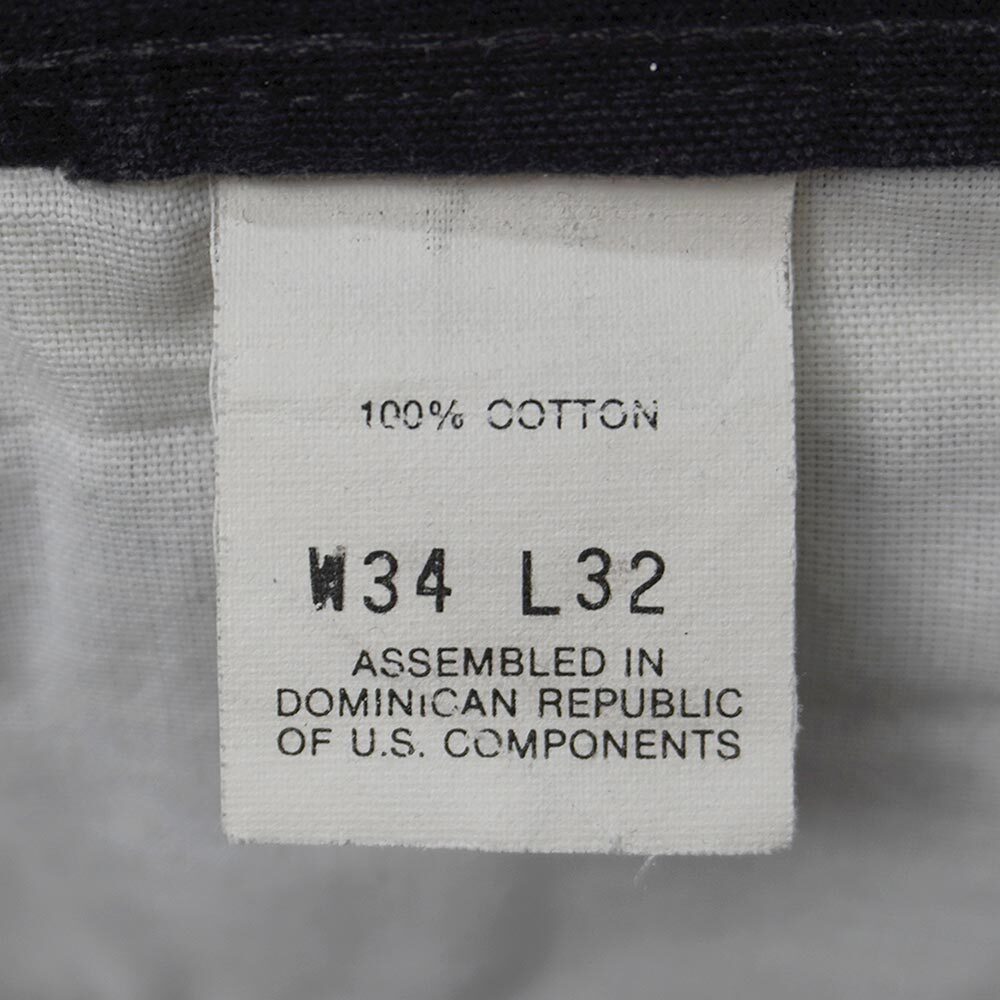 100% COTTON
W34 L32
ASSEMBLED IN
DOMINICAN REPUBLIC
OF U.S. COMPONENTS